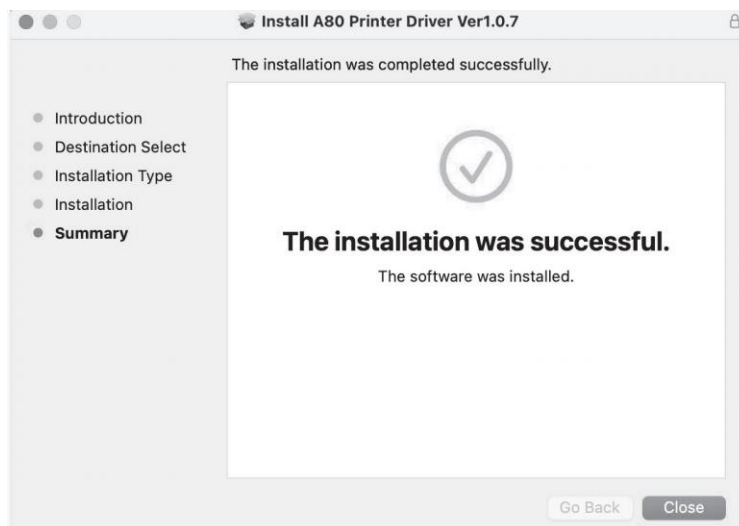 Install A80 Printer Driver Ver1.0.7
The installation was completed successfully.
Introduction
Destination Select
Installation Type
Installation
Summary
The installation was successful.
The software was installed.
Go Back
Close